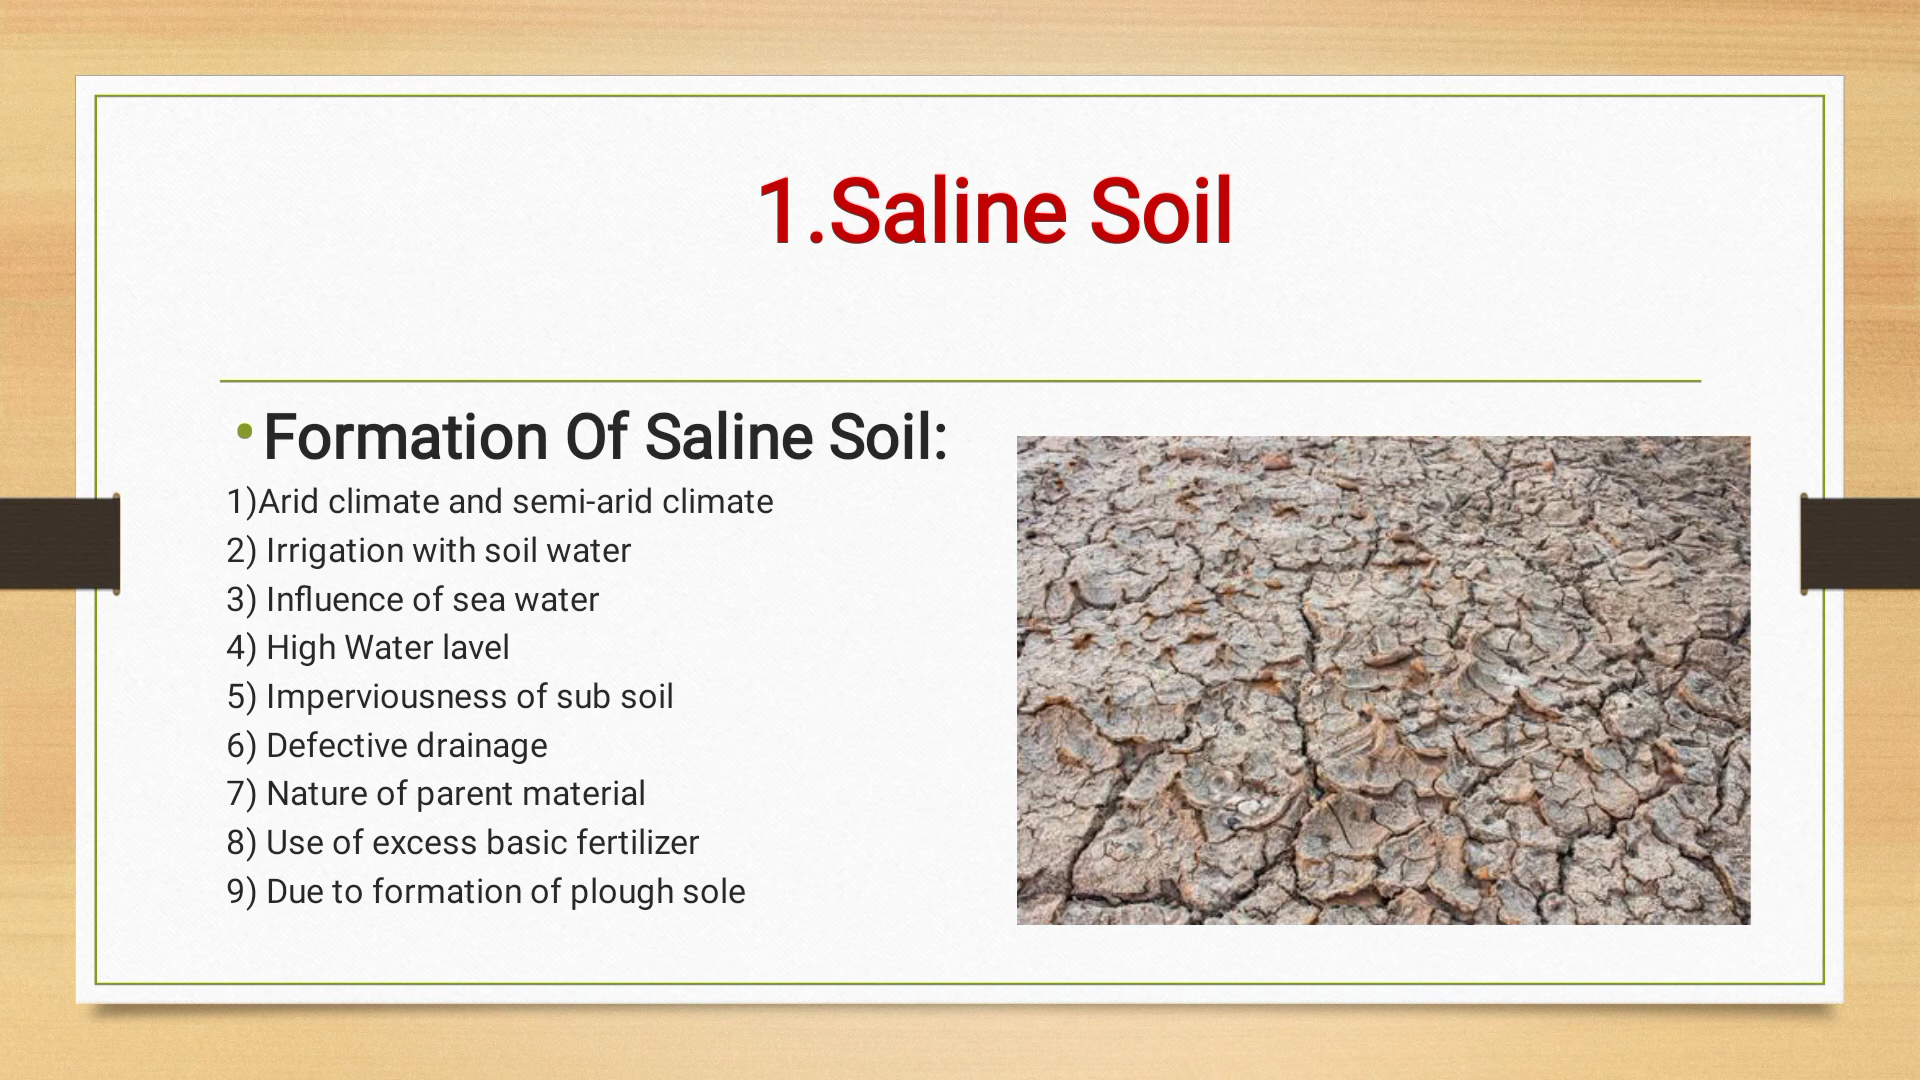 1.Saline Soil
• Formation Of Saline Soil:
1)Arid climate and semi-arid climate
2) Irrigation with soil water
3) Influence of sea water
4) High Water lavel
5) Imperviousness of sub soil
6) Defective drainage
7) Nature of parent material
8) Use of excess basic fertilizer
9) Due to formation of plough sole